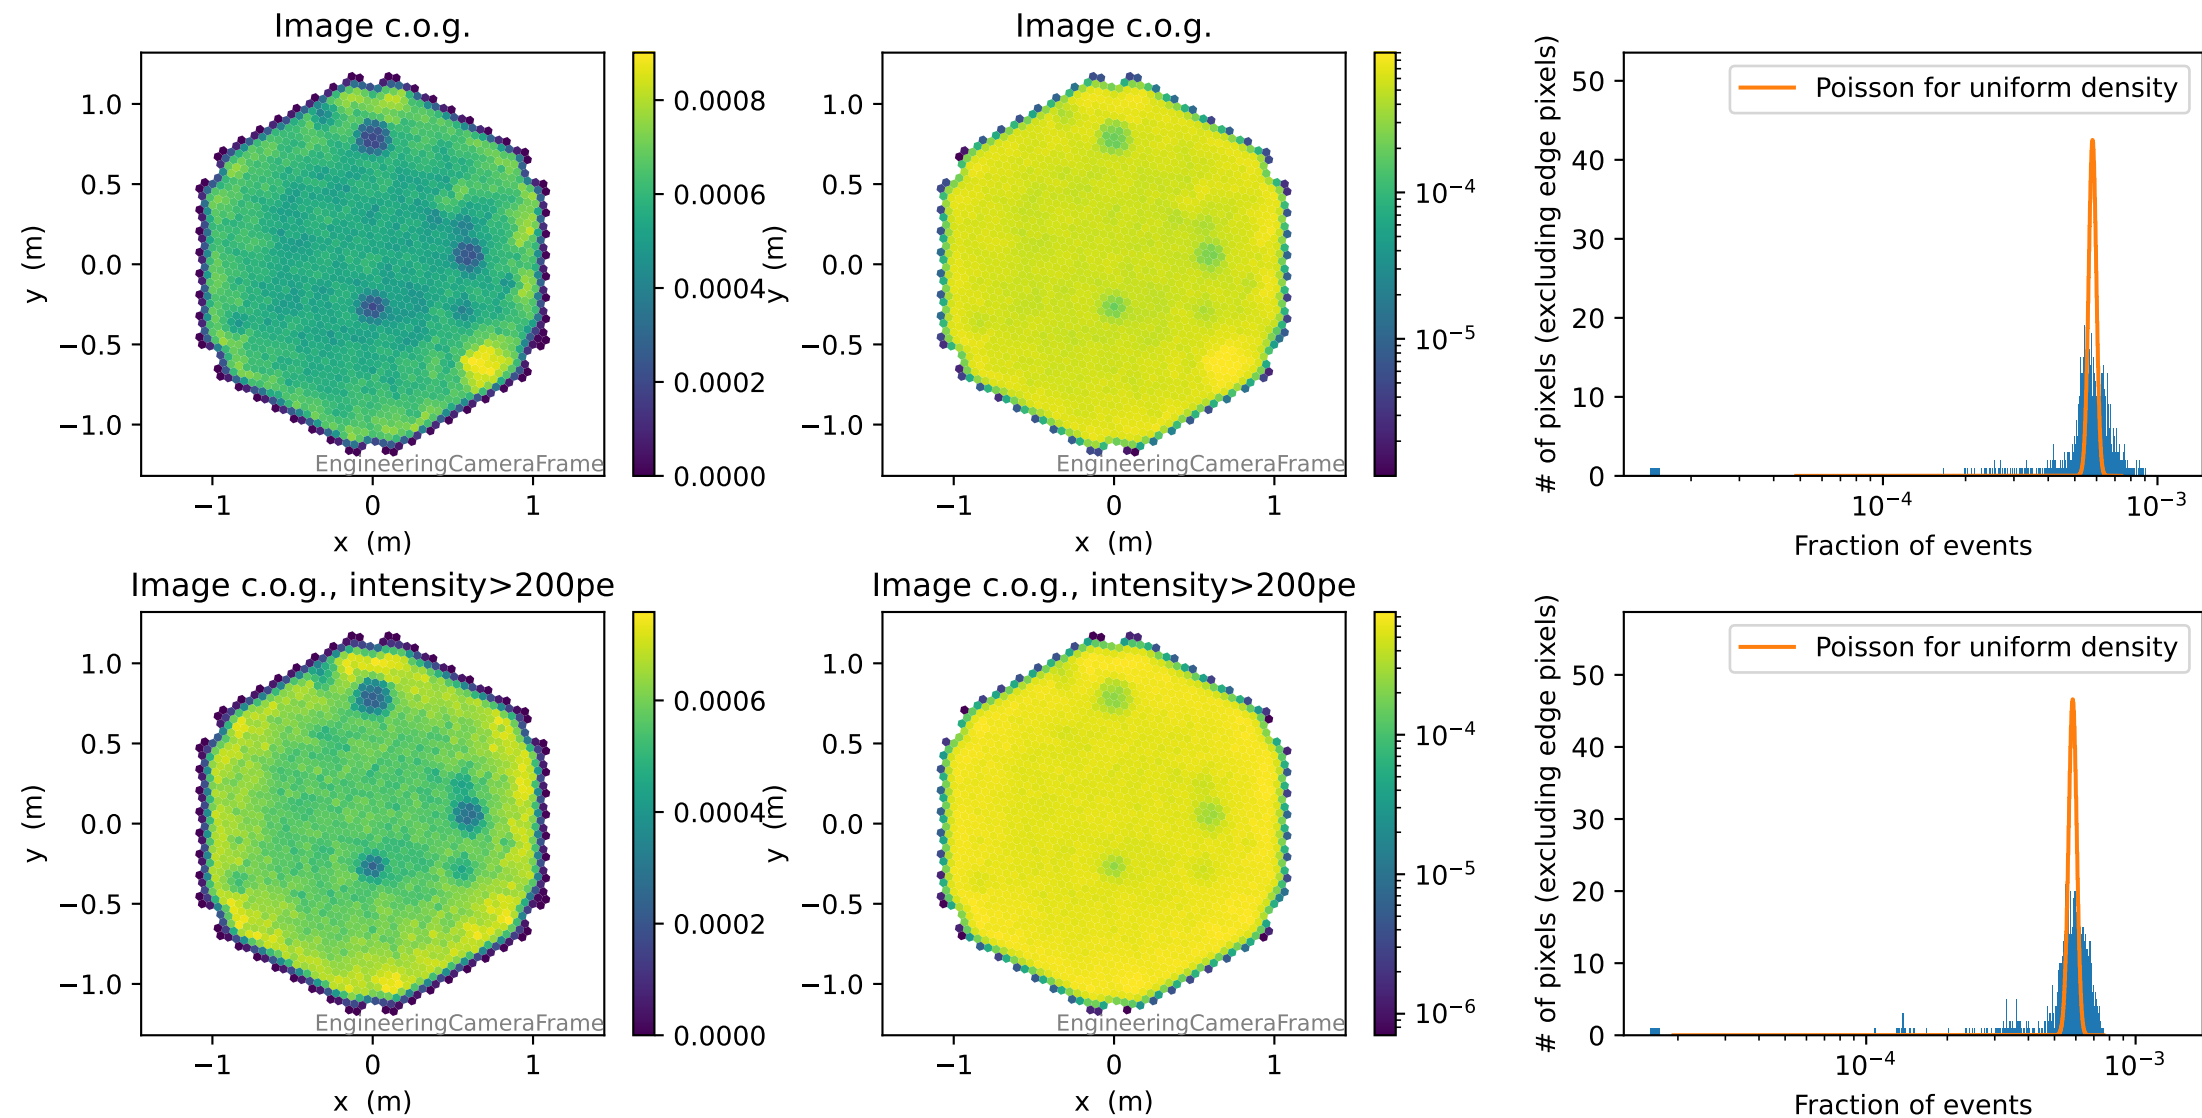 Image c.o.g.
1.0
0.5
0.0
−0.5
−1.0
y (m)
−1
0
1
x (m)
EngineeringCameraFrame
0.0008
0.0006
0.0004
0.0002
0.0000
Image c.o.g.
1.0
0.5
0.0
−0.5
−1.0
y (m)
−1
0
1
x (m)
EngineeringCameraFrame
10⁻⁴
10⁻⁵
Poisson for uniform density
50
40
30
20
10
0
# of pixels (excluding edge pixels)
10⁻⁴
10⁻³
Fraction of events
Image c.o.g., intensity>200pe
1.0
0.5
0.0
−0.5
−1.0
y (m)
−1
0
1
x (m)
EngineeringCameraFrame
0.0006
0.0004
0.0002
0.0000
Image c.o.g., intensity>200pe
1.0
0.5
0.0
−0.5
−1.0
y (m)
−1
0
1
x (m)
EngineeringCameraFrame
10⁻⁴
10⁻⁵
10⁻⁶
Poisson for uniform density
50
40
30
20
10
0
# of pixels (excluding edge pixels)
10⁻⁴
10⁻³
Fraction of events